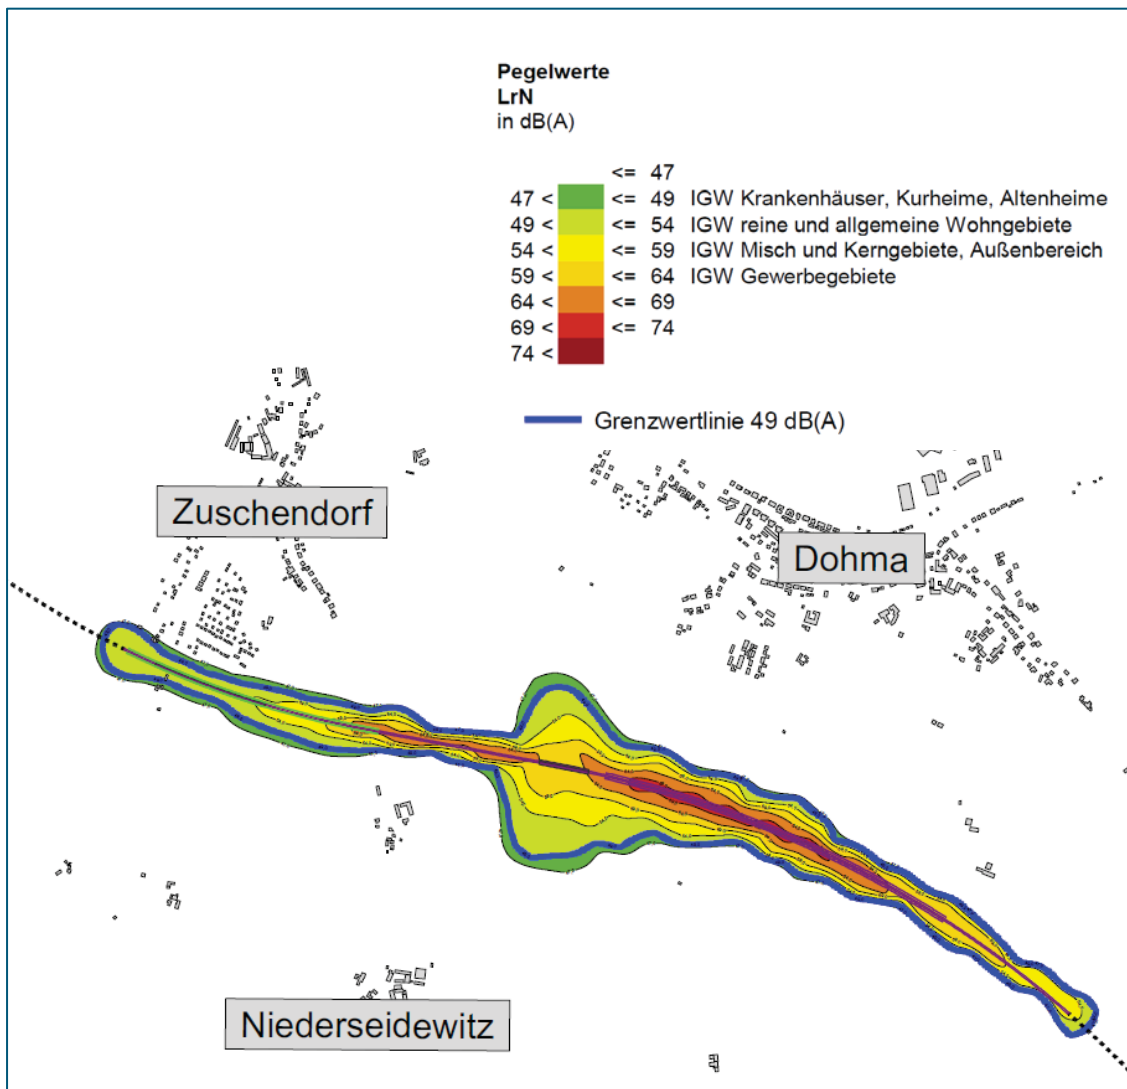 Pegelwerte
LrN
in dB(A)
<= 47
47 < <= 49 IGW Krankenhäuser, Kurheime, Altenheime
49 < <= 54 IGW reine und allgemeine Wohngebiete
54 < <= 59 IGW Misch und Kerngebiete, Außenbereich
59 < <= 64 IGW Gewerbegebiete
64 < <= 69
69 < <= 74
74 <
Grenzwertlinie 49 dB(A)
Zuschendorf
Dohma
Niederseidewitz